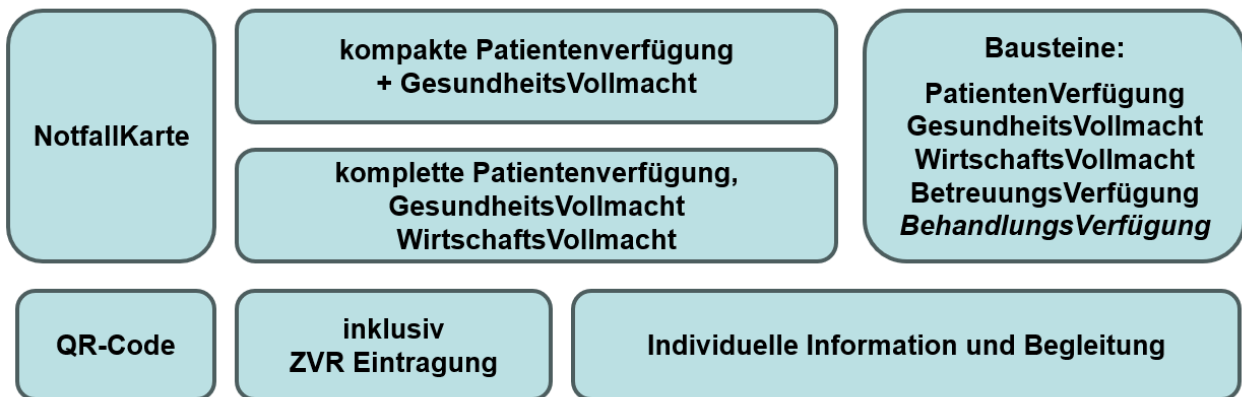 NotfallKarte
kompakte Patientenverfügung
+ GesundheitsVollmacht
komplette Patientenverfügung,
GesundheitsVollmacht
WirtschaftsVollmacht
Bausteine:
PatientenVerfügung
GesundheitsVollmacht
WirtschaftsVollmacht
BetreuungsVerfügung
BehandlungsVerfügung
QR-Code
inklusiv
ZVR Eintragung
Individuelle Information und Begleitung